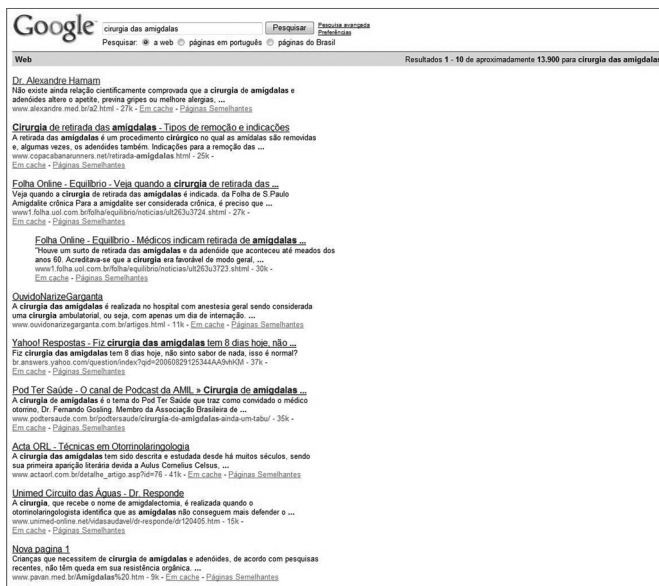 Google
cirurgia das amígdalas Pesquisar Pesquisa avançada
Preferências
Pesquisar: a web páginas em português páginas do Brasil
Web Resultados 1 - 10 de aproximadamente 13.900 para cirurgia das amígdalas
Dr. Alexandre Hamam
Não existe ainda relação cientificamente comprovada que a cirurgia de amígdalas e
adenóides altere o apetite, previna gripes ou melhore alergias, ...
www.alexandre.med.br/a2.html - 27k - Em cache - Páginas Semelhantes
Cirurgia de retirada das amígdalas - Tipos de remoção e indicações
A retirada das amígdalas é um procedimento cirúrgico no qual as amídalas são removidas
e, algumas vezes, os adenóides também. Indicações para a remoção das ...
www.copacabanarunners.net/retirada-amigdalas.html - 25k -
Em cache - Páginas Semelhantes
Folha Online - Equilíbrio - Veja quando a cirurgia de retirada das ...
Veja quando a cirurgia de retirada das amígdalas é indicada. da Folha de S.Paulo
Amigdalite crônica Para a amigdalite ser considerada crônica, é preciso que ...
www1.folha.uol.com.br/folha/equilibrio/noticias/ult263u3724.shtml - 27k -
Em cache - Páginas Semelhantes
Folha Online - Equilíbrio - Médicos indicam retirada de amígdalas ...
"Houve um surto de retirada das amígdalas e da adenóide que aconteceu até meados dos
anos 60. Acreditava-se que a cirurgia era favorável de modo geral, ...
www1.folha.uol.com.br/folha/equilibrio/noticias/ult263u3723.shtml - 30k -
Em cache - Páginas Semelhantes
OuvidoNarizeGarganta
A cirurgia das amígdalas é realizada no hospital com anestesia geral sendo considerada
uma cirurgia ambulatorial, ou seja, com apenas um dia de internação. ...
www.ouvidonarizegarganta.com.br/artigos.html - 11k - Em cache - Páginas Semelhantes
Yahoo! Respostas - Fiz cirurgia das amigdalas tem 8 dias hoje, não ...
Fiz cirurgia das amigdalas tem 8 dias hoje, não sinto sabor de nada, isso é normal?
br.answers.yahoo.com/question/index?qid=20060829125344AA9vhKM - 37k -
Em cache - Páginas Semelhantes
Pod Ter Saúde - O canal de Podcast da AMIL » Cirurgia de amígdalas ...
A cirurgia de amígdalas é o tema do Pod Ter Saúde que traz como convidado o médico
otorrino, Dr. Fernando Gosling. Membro da Associação Brasileira de ...
www.podtersaude.com.br/podtersaude/cirurgia-de-amigdalas-ainda-um-tabu/ - 35k -
Em cache - Páginas Semelhantes
Acta ORL - Técnicas em Otorrinolaringologia
A cirurgia das amígdalas tem sido descrita e estudada desde há muitos séculos, sendo
sua primeira aparição literária devida a Aulus Cornelius Celsus, ...
www.actaorl.com.br/detalhe_artigo.asp?id=76 - 41k - Em cache - Páginas Semelhantes
Unimed Circuito das Águas - Dr. Responde
A cirurgia, que recebe o nome de amigdalectomia, é realizada quando o
otorrinolaringologista identifica que as amígdalas não conseguem mais defender o ...
www.unimed-online.net/vidasaudavel/dr-responde/dr120405.htm - 15k -
Em cache - Páginas Semelhantes
Nova pagina 1
Crianças que necessitem de cirurgia de amígdalas e adenóides, de acordo com pesquisas
recentes, não têm queda em sua resistência orgânica. ...
www.pavan.med.br/Amigdalas%20.htm - 9k - Em cache - Páginas Semelhantes